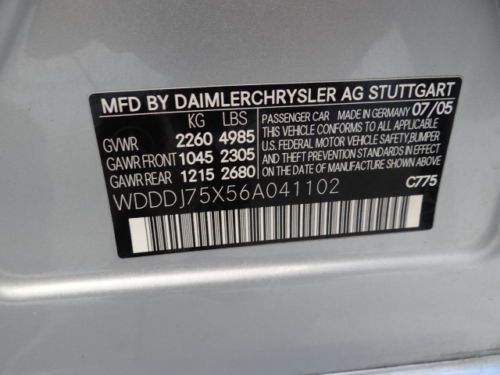 MFD BY DAIMLERCHRYSLER AG STUTTGART
KG LBS
GVWR 2260 4985
GAWR FRONT 1045 2305
GAWR REAR 1215 2680
PASSENGER CAR MADE IN GERMANY 07/05
THIS VEHICLE CONFORMS TO ALL
APPLICABLE U.S. FEDERAL MOTOR
VEHICLE SAFETY, BUMPER
AND THEFT PREVENTION STANDARDS
IN EFFECT ON THE DATE OF
MANUFACTURE SHOWN ABOVE.
WDDDJ75X56A041102
C775